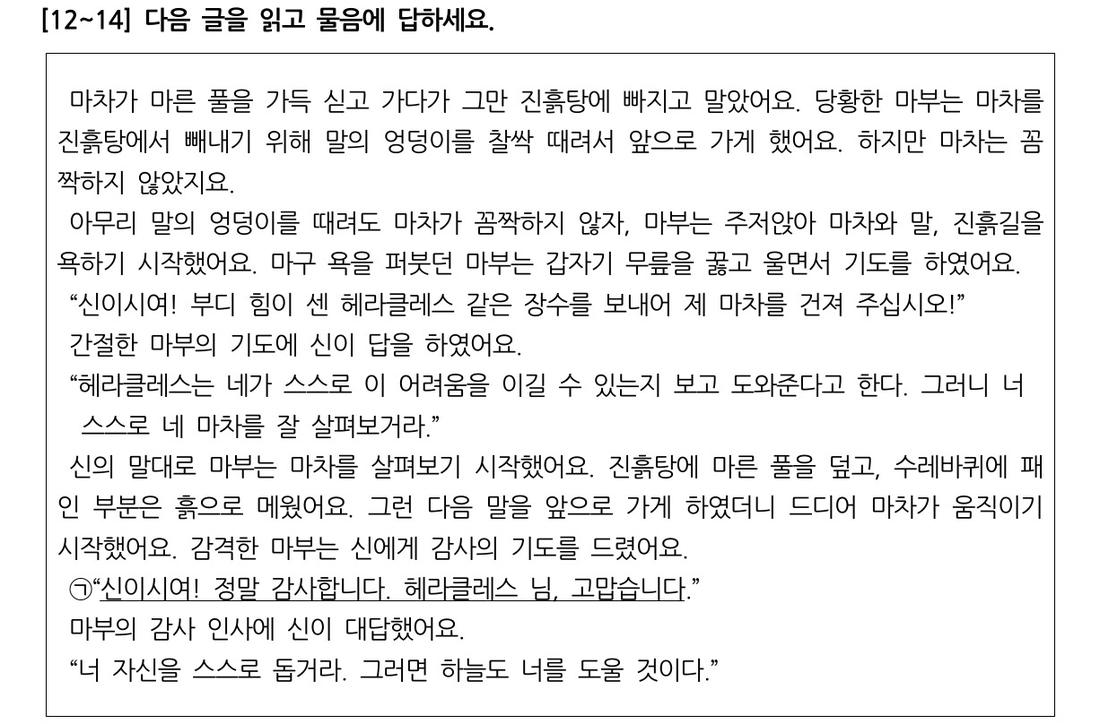 [12~14] 다음 글을 읽고 물음에 답하세요.
마차가 마른 풀을 가득 싣고 가다가 그만 진흙탕에 빠지고 말았어요. 당황한 마부는 마차를
진흙탕에서 빼내기 위해 말의 엉덩이를 찰싹 때려서 앞으로 가게 했어요. 하지만 마차는 꼼
짝하지 않았지요.
아무리 말의 엉덩이를 때려도 마차가 꼼짝하지 않자, 마부는 주저앉아 마차와 말, 진흙길을
욕하기 시작했어요. 마구 욕을 퍼붓던 마부는 갑자기 무릎을 꿇고 울면서 기도를 하였어요.
“신이시여! 부디 힘이 센 헤라클레스 같은 장수를 보내어 제 마차를 건져 주십시오!”
간절한 마부의 기도에 신이 답을 하였어요.
“헤라클레스는 네가 스스로 이 어려움을 이길 수 있는지 보고 도와준다고 한다. 그러니 너
스스로 네 마차를 잘 살펴보거라.”
신의 말대로 마부는 마차를 살펴보기 시작했어요. 진흙탕에 마른 풀을 덮고, 수레바퀴에 패
인 부분은 흙으로 메웠어요. 그런 다음 말을 앞으로 가게 하였더니 드디어 마차가 움직이기
시작했어요. 감격한 마부는 신에게 감사의 기도를 드렸어요.
㉠“신이시여! 정말 감사합니다. 헤라클레스 님, 고맙습니다.”
마부의 감사 인사에 신이 대답했어요.
“너 자신을 스스로 돕거라. 그러면 하늘도 너를 도울 것이다.”